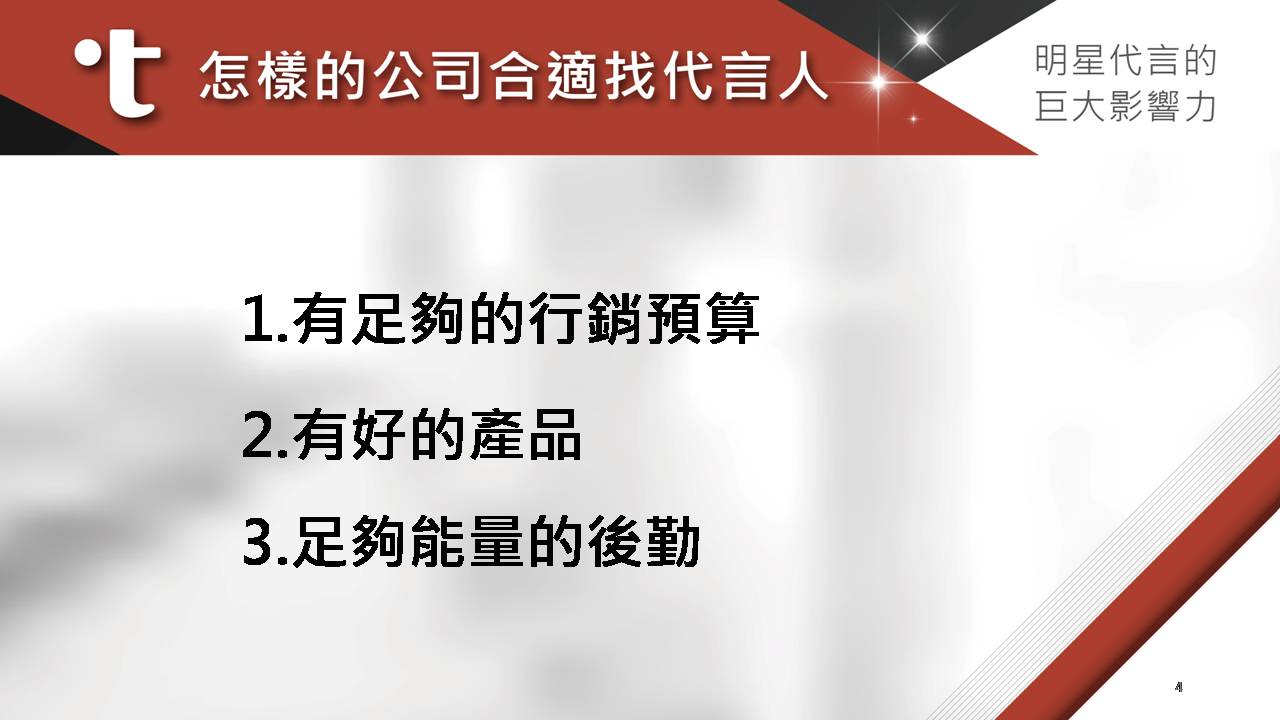 t
怎樣的公司合適找代言人
明星代言的
巨大影響力
1.有足夠的行銷預算
2.有好的產品
3.足夠能量的後勤
4